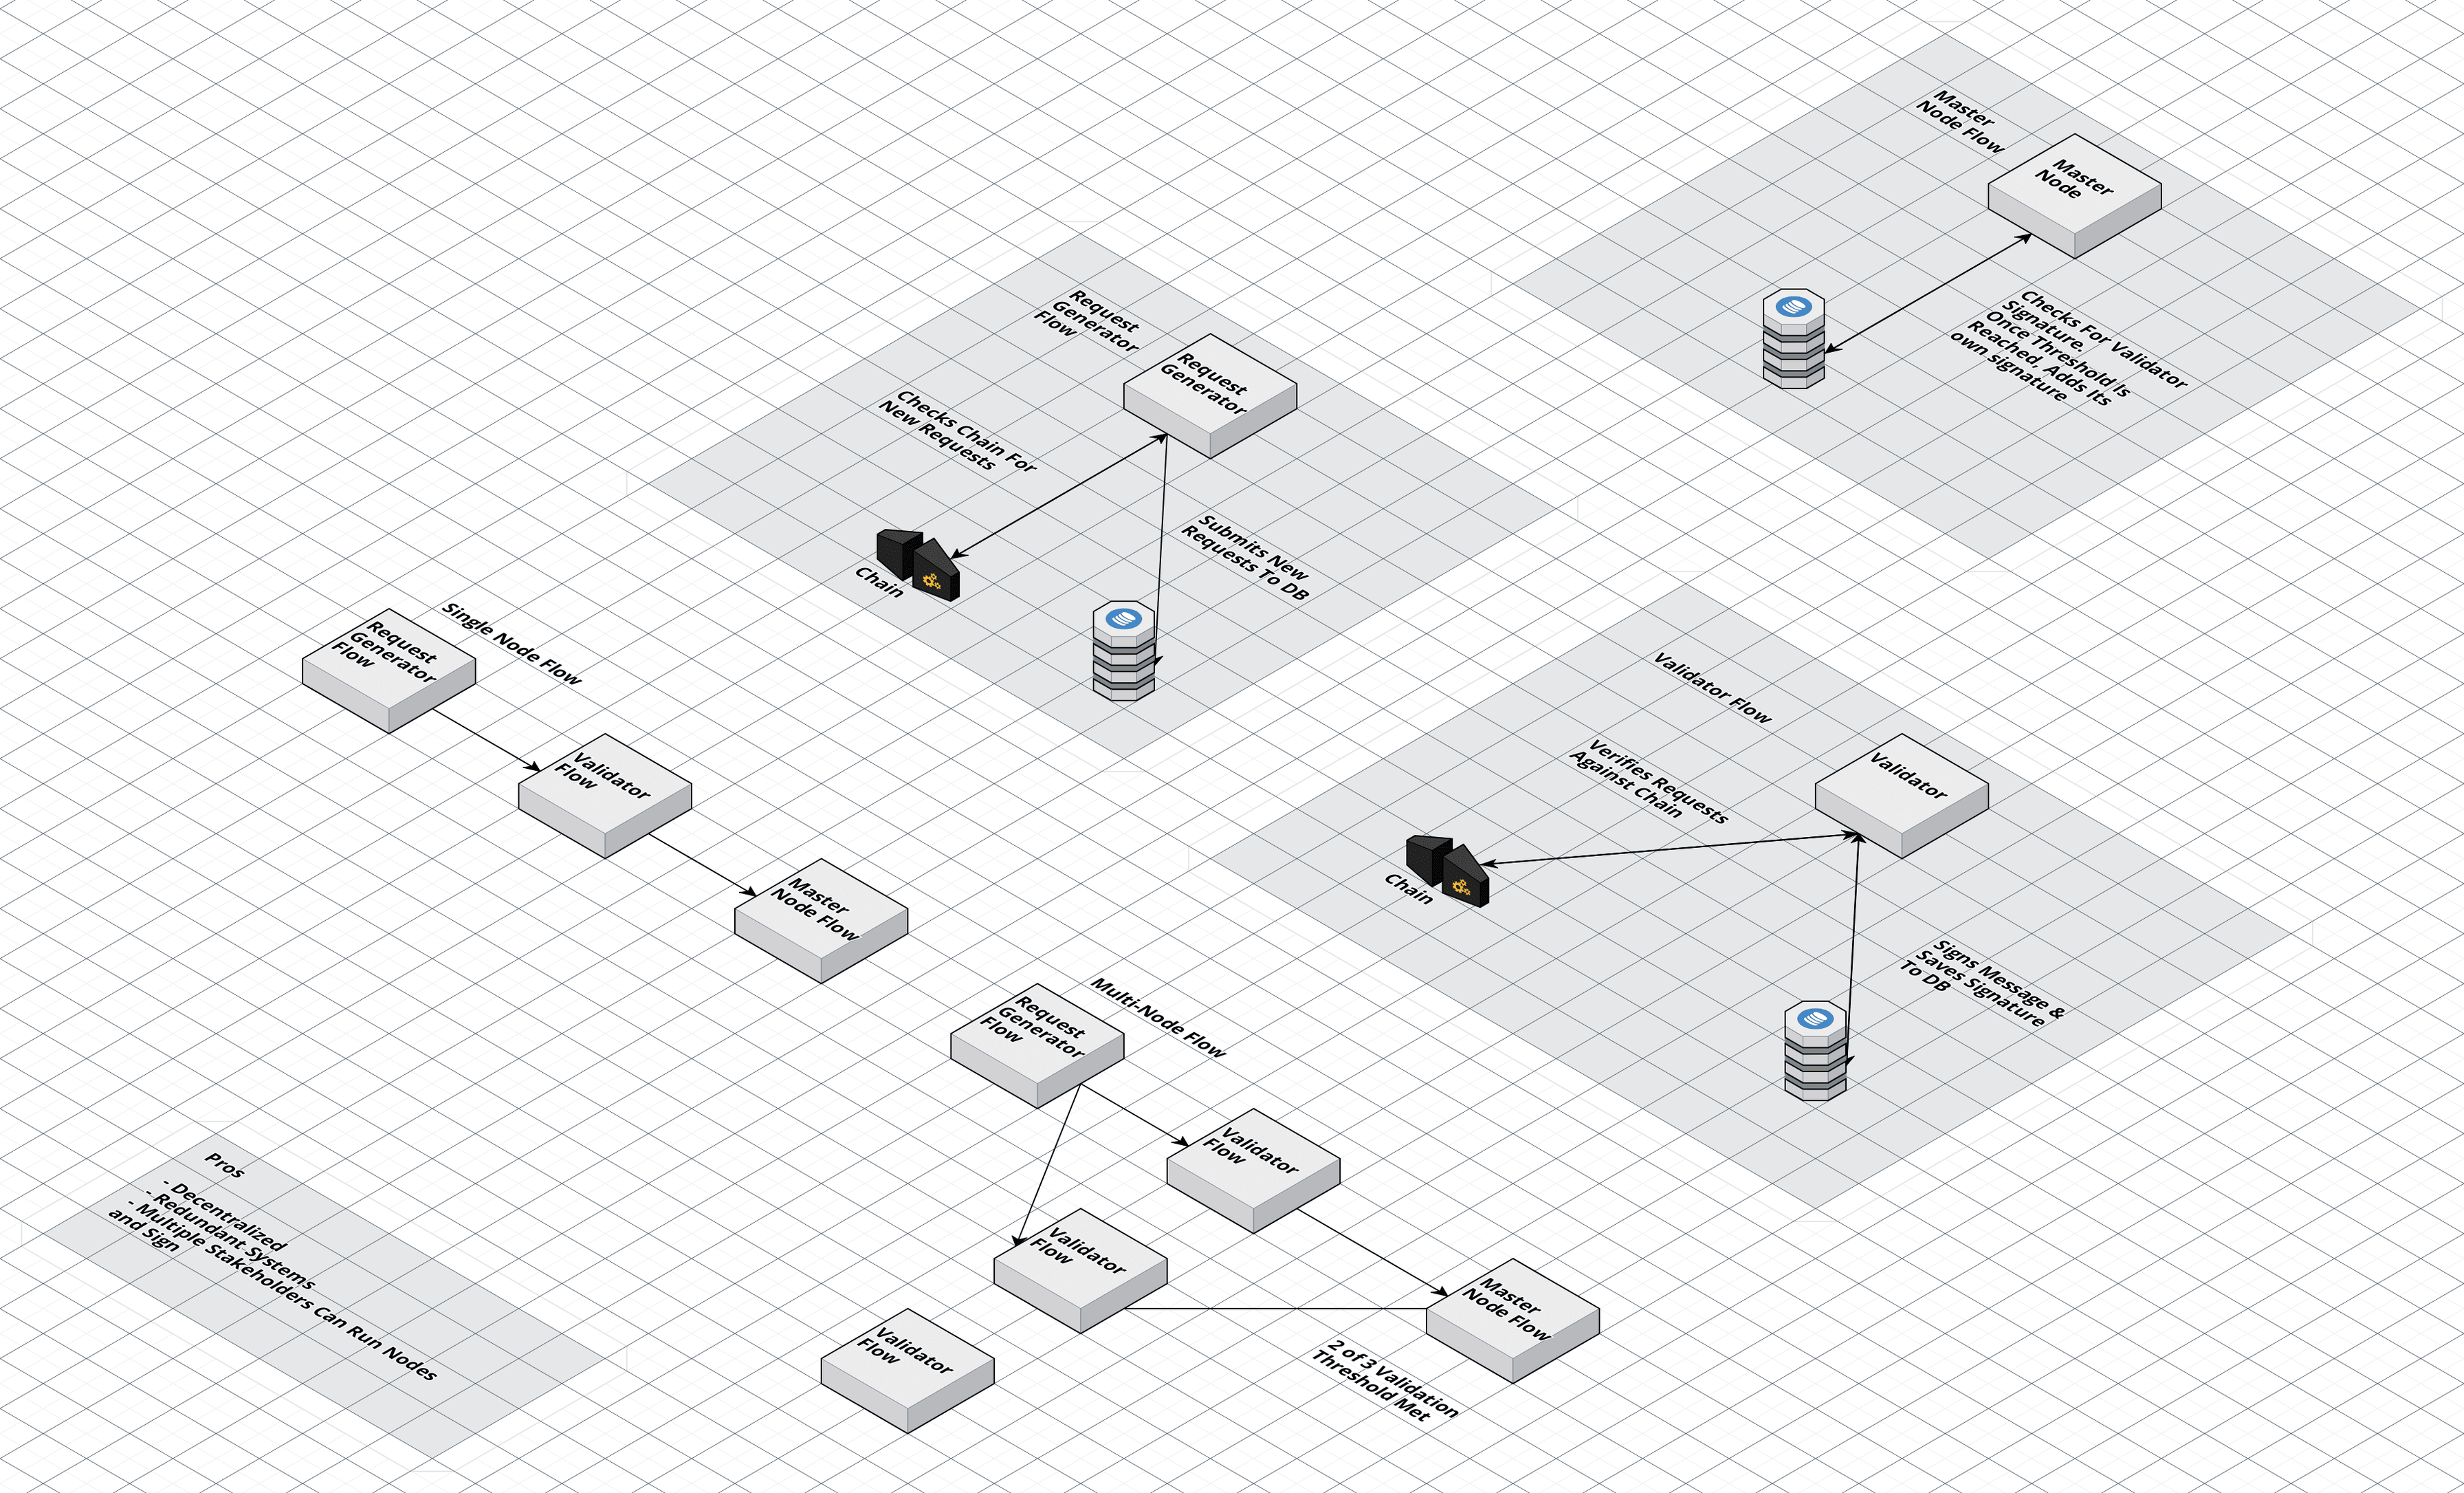 Master
Node Flow
Master
Node
Checks For Validator
Signature.
Once Threshold Is
Reached, Adds Its
own signature
Request
Generator
Flow
Request
Generator
Checks Chain For
New Requests
Chain
Submits New
Requests To DB
Single Node Flow
Request
Generator
Flow
Validator
Flow
Master
Node Flow
Validator Flow
Validator
Verifies Requests
Against Chain
Chain
Signs Message &
Saves Signature
To DB
Multi-Node Flow
Request
Generator
Flow
Validator
Flow
Validator
Flow
Validator
Flow
Master
Node Flow
2 of 3 Validation
Threshold Met
Pros
- Decentralized
- Redundant Systems
- Multiple Stakeholders Can Run Nodes
and Sign